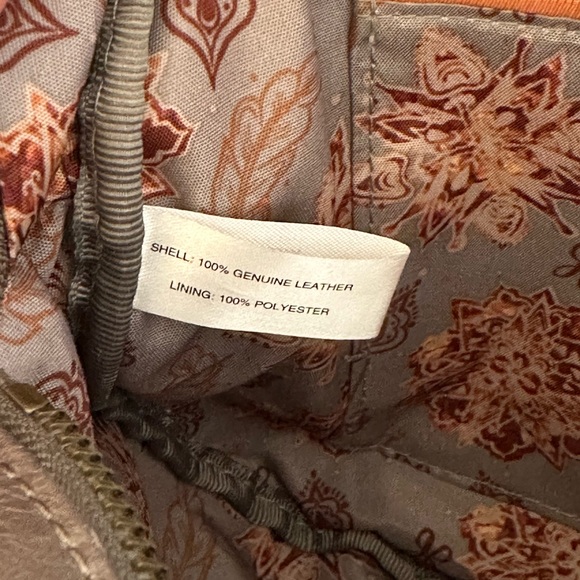 SHELL: 100% GENUINE LEATHER
LINING: 100% POLYESTER